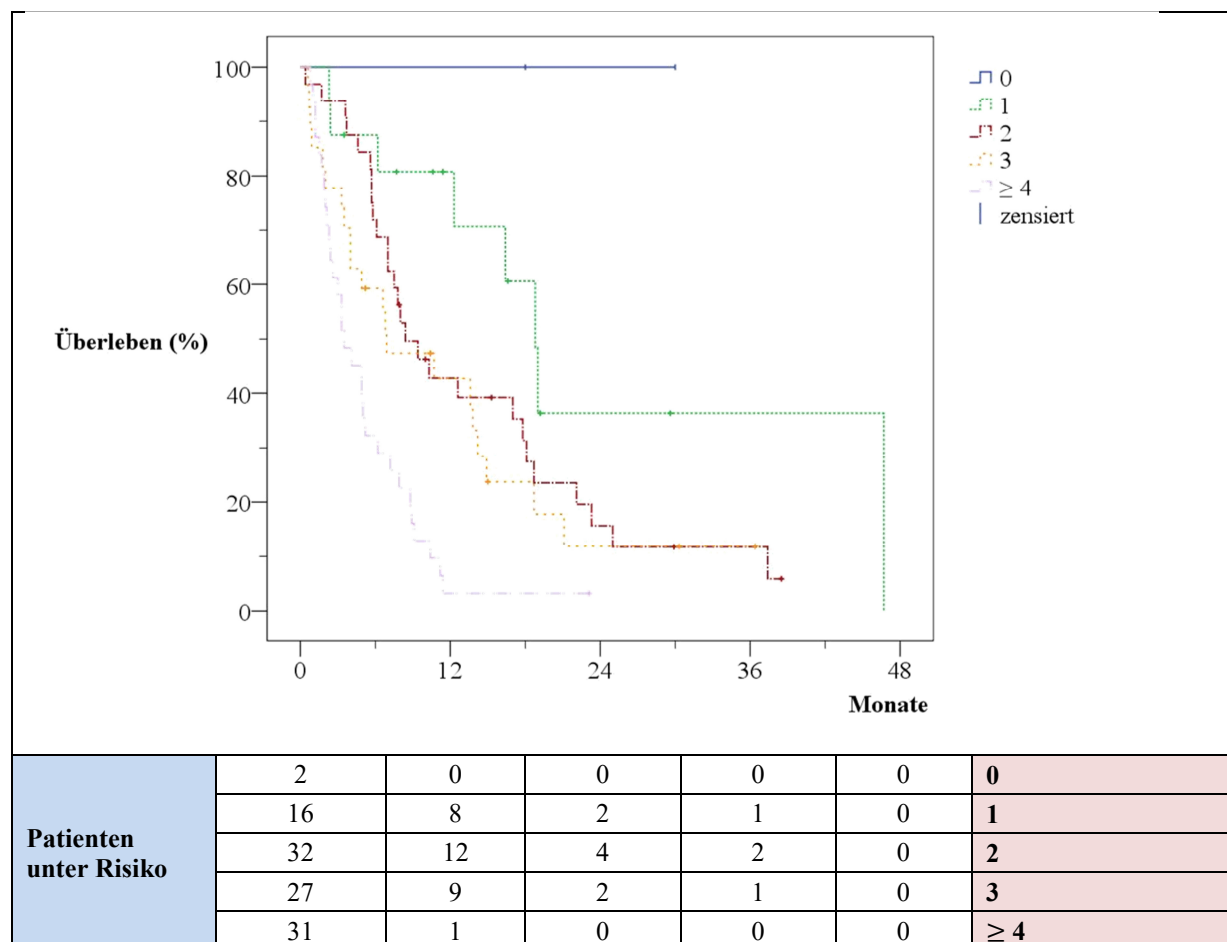 100
80
60
40
20
0
Überleben (%)
0 12 24 36 48
Monate
0
1
2
3
≥ 4
zensiert
Patienten unter Risiko
2 0 0 0 0 0
16 8 2 1 0 1
32 12 4 2 0 2
27 9 2 1 0 3
31 1 0 0 0 ≥ 4